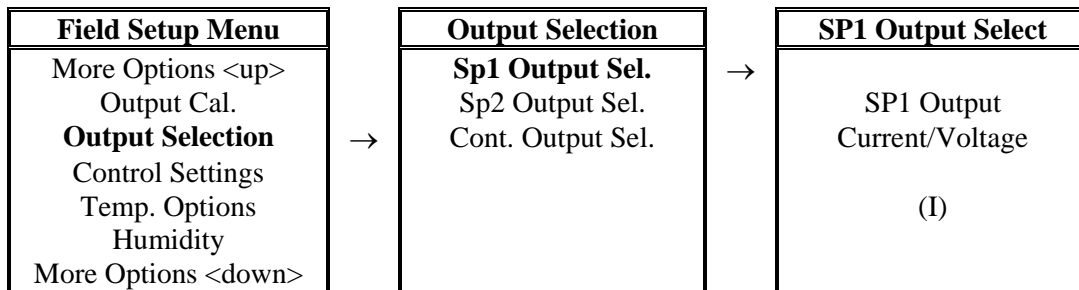 Field Setup Menu
More Options <up>
Output Cal.
Output Selection
Control Settings
Temp. Options
Humidity
More Options <down>
→
Output Selection
Sp1 Output Sel.
Sp2 Output Sel.
Cont. Output Sel.
→
SP1 Output Select
SP1 Output
Current/Voltage
(I)